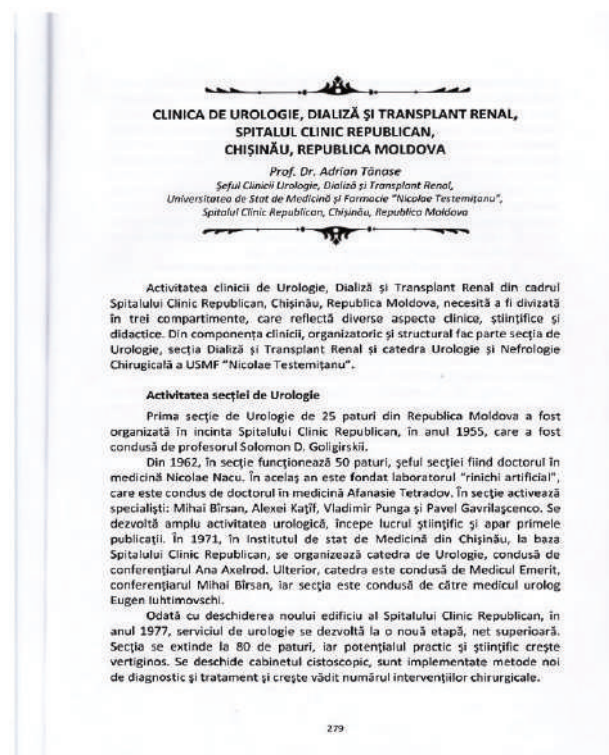 CLINICA DE UROLOGIE, DIALIZĂ ŞI TRANSPLANT RENAL,
SPITALUL CLINIC REPUBLICAN,
CHIŞINĂU, REPUBLICA MOLDOVA
Prof. Dr. Adrian Tănase
Şeful Clinicii Urologie, Dializă şi Transplant Renal,
Universitatea de Stat de Medicină şi Farmacie "Nicolae Testemiţanu",
Spitalul Clinic Republican, Chişinău, Republica Moldova
Activitatea clinicii de Urologie, Dializă şi Transplant Renal din cadrul
Spitalului Clinic Republican, Chişinău, Republica Moldova, necesită a fi divizată
în trei compartimente, care reflectă diverse aspecte clinice, ştiinţifice şi
didactice. Din componenţa clinicii, organizatoric şi structural fac parte secţia de
Urologie, secţia Dializă şi Transplant Renal şi catedra Urologie şi Nefrologie
Chirugicală a USMF "Nicolae Testemiţanu".
Activitatea secţiei de Urologie
Prima secţie de Urologie de 25 paturi din Republica Moldova a fost
organizată în incinta Spitalului Clinic Republican, în anul 1955, care a fost
condusă de profesorul Solomon D. Goligirskii.
Din 1962, în secţie funcţionează 50 paturi, şeful secţiei fiind doctorul în
medicină Nicolae Nacu. În acelaş an este fondat laboratorul "rinichi artificial",
care este condus de doctorul în medicină Afanasie Tetradov. În secţie activează
specialişti: Mihai Bîrsan, Alexei Kaţîf, Vladimir Punga şi Pavel Gavrilaşcenco. Se
dezvoltă amplu activitatea urologică, începe lucrul ştiinţific şi apar primele
publicaţii. În 1971, în Institutul de stat de Medicină din Chişinău, la baza
Spitalului Clinic Republican, se organizează catedra de Urologie, condusă de
conferenţiarul Ana Axelrod. Ulterior, catedra este condusă de Medicul Emerit,
conferenţiarul Mihai Bîrsan, iar secţia este condusă de către medicul urolog
Eugen Iuhtimovschi.
Odată cu deschiderea noului edificiu al Spitalului Clinic Republican, în
anul 1977, serviciul de urologie se dezvoltă la o nouă etapă, net superioară.
Secţia se extinde la 80 de paturi, iar potenţialul practic şi ştiinţific creşte
vertiginos. Se deschide cabinetul cistoscopic, sunt implementate metode noi
de diagnostic şi tratament şi creşte vădit numărul intervenţiilor chirurgicale.
279